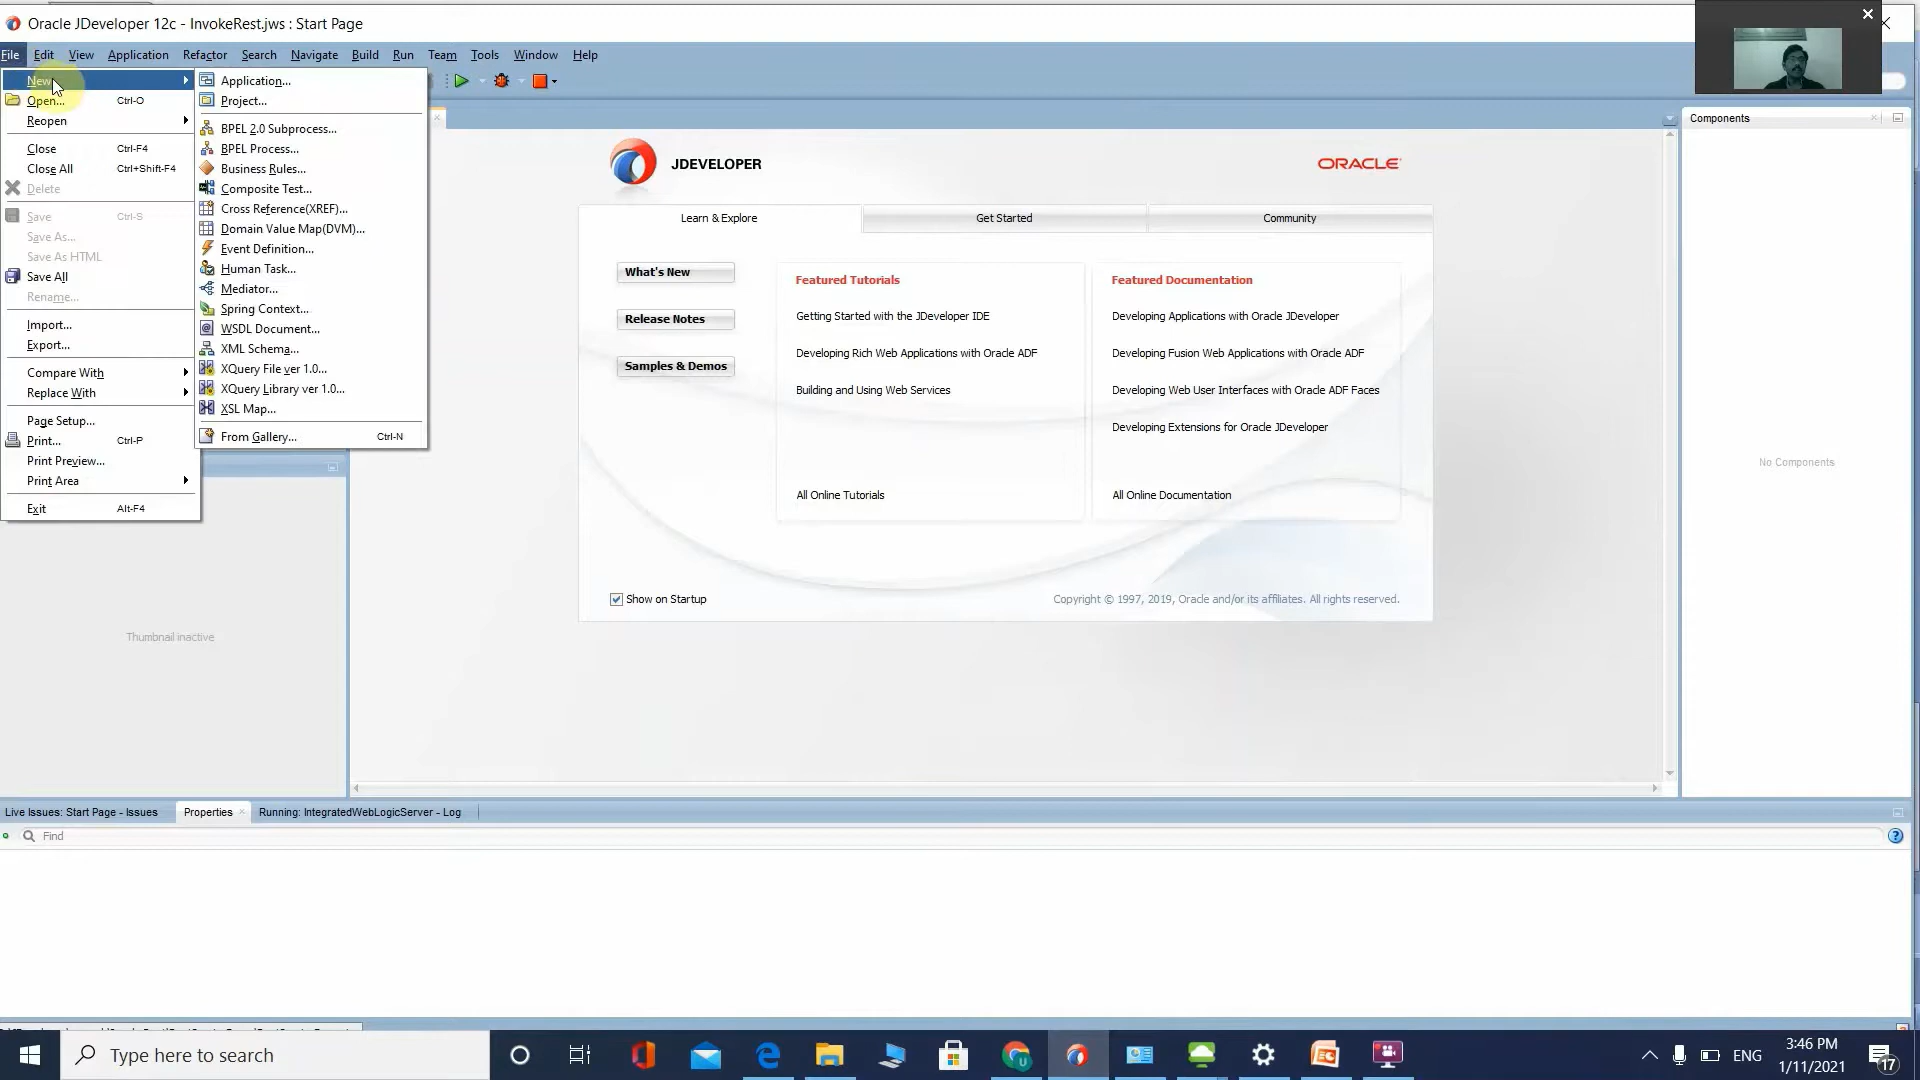 Oracle JDeveloper 12c - InvokeRest.jws : Start Page
File Edit View Application Refactor Search Navigate Build Run Team Tools Window Help
New
Open... Ctrl-O
Reopen
Close Ctrl-F4
Close All Ctrl+Shift-F4
Delete
Save Ctrl-S
Save As...
Save As HTML
Save All
Rename...
Import...
Export...
Compare With
Replace With
Page Setup...
Print... Ctrl-P
Print Preview...
Print Area
Exit Alt-F4
Application...
Project...
BPEL 2.0 Subprocess...
BPEL Process...
Business Rules...
Composite Test...
Cross Reference(XREF)...
Domain Value Map(DVM)...
Event Definition...
Human Task...
Mediator...
Spring Context...
WSDL Document...
XML Schema...
XQuery File ver 1.0...
XQuery Library ver 1.0...
XSL Map...
From Gallery... Ctrl-N
JDEVELOPER
ORACLE
Learn & Explore Get Started Community
What's New
Release Notes
Samples & Demos
Featured Tutorials
Getting Started with the JDeveloper IDE
Developing Rich Web Applications with Oracle ADF
Building and Using Web Services
All Online Tutorials
Featured Documentation
Developing Applications with Oracle JDeveloper
Developing Fusion Web Applications with Oracle ADF
Developing Web User Interfaces with Oracle ADF Faces
Developing Extensions for Oracle JDeveloper
All Online Documentation
Show on Startup
Copyright © 1997, 2019, Oracle and/or its affiliates. All rights reserved.
Components
No Components
Thumbnail inactive
Live Issues: Start Page - Issues Properties Running: IntegratedWebLogicServer - Log
Find
Type here to search
ENG
3:46 PM
1/11/2021
17